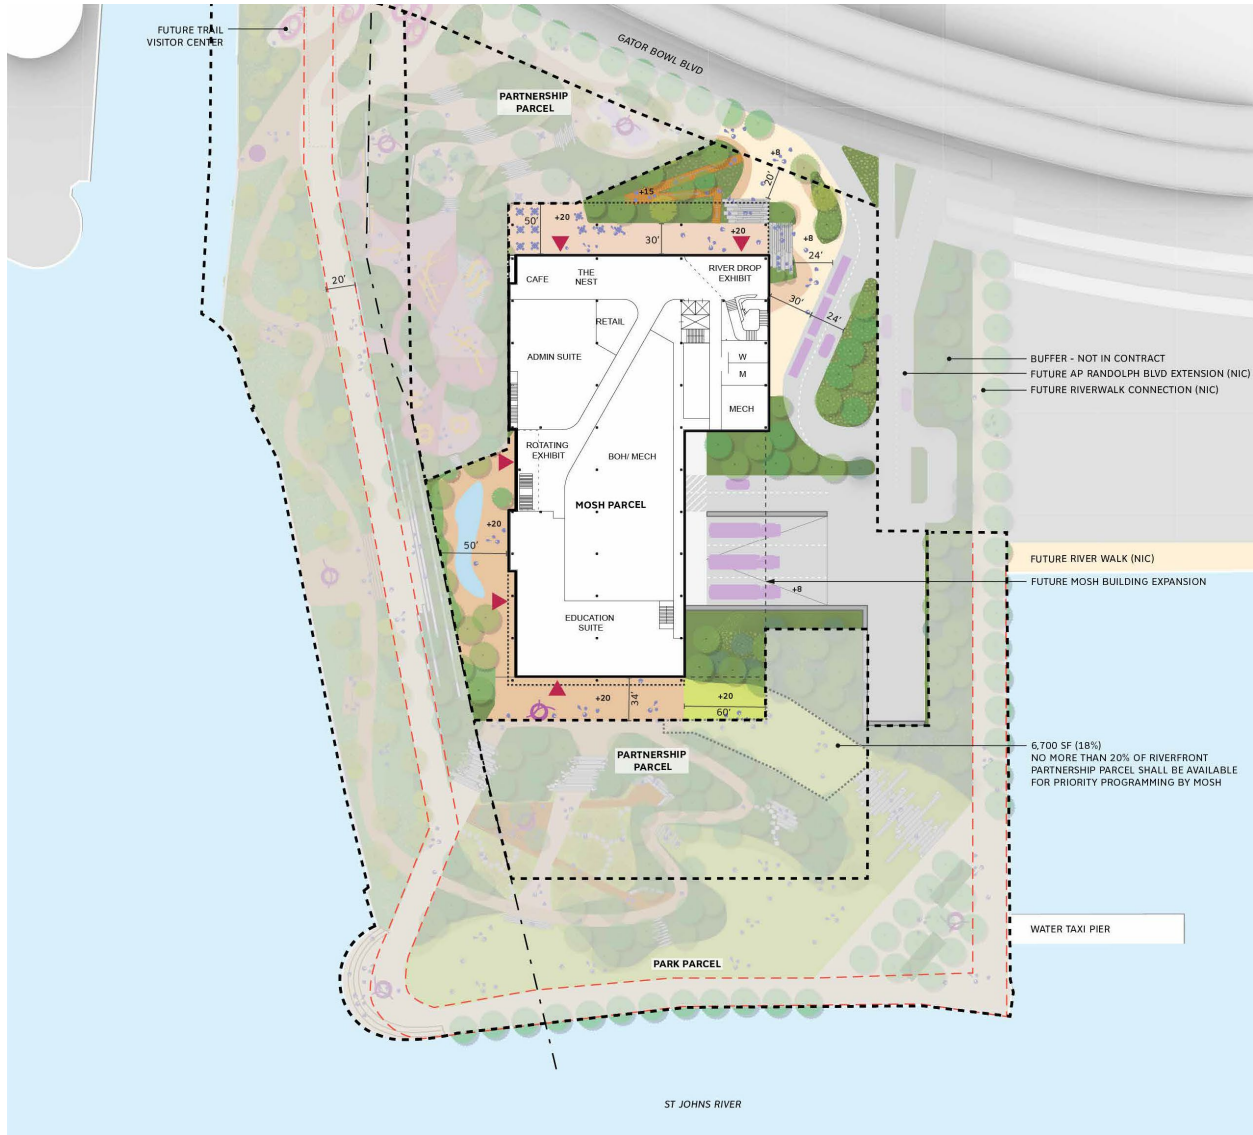 FUTURE TRAIL
VISITOR CENTER
GATOR BOWL BLVD
PARTNERSHIP
PARCEL
+8
20'
+15
50'
+20
30'
+20
+8
24'
CAFE
THE
NEST
RIVER DROP
EXHIBIT
20'
30'
24'
RETAIL
ADMIN SUITE
W
M
MECH
BUFFER - NOT IN CONTRACT
FUTURE AP RANDOLPH BLVD EXTENSION (NIC)
FUTURE RIVERWALK CONNECTION (NIC)
ROTATING
EXHIBIT
BOH/ MECH
MOSH PARCEL
+20
50'
FUTURE RIVER WALK (NIC)
FUTURE MOSH BUILDING EXPANSION
+8
EDUCATION
SUITE
+20
34'
+20
60'
PARTNERSHIP
PARCEL
6,700 SF (18%)
NO MORE THAN 20% OF RIVERFRONT
PARTNERSHIP PARCEL SHALL BE AVAILABLE
FOR PRIORITY PROGRAMMING BY MOSH
WATER TAXI PIER
PARK PARCEL
ST JOHNS RIVER